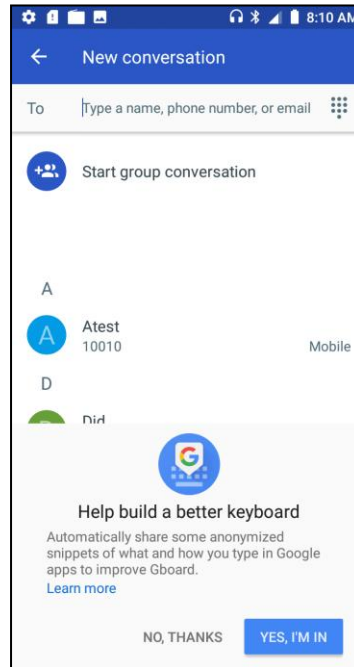 8:10 AM
New conversation
To Type a name, phone number, or email
Start group conversation
A
A Atest
10010 Mobile
D
Did
G
Help build a better keyboard
Automatically share some anonymized
snippets of what and how you type in Google
apps to improve Gboard.
Learn more
NO, THANKS YES, I'M IN